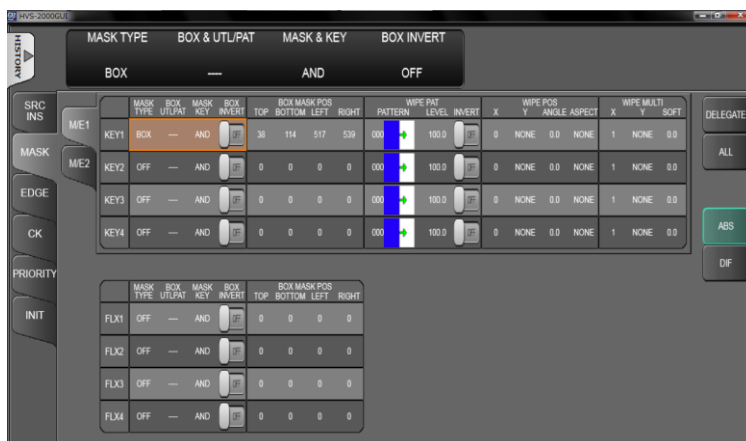 HVS-2000GUI
HISTORY
MASK TYPE BOX & UTL/PAT MASK & KEY BOX INVERT
BOX ---- AND OFF
SRC INS
MASK
EDGE
CK
PRIORITY
INIT
M/E1
M/E2
MASK TYPE BOX UTLPAT MASK KEY BOX INVERT BOX MASK POS TOP BOTTOM LEFT RIGHT WIPE PAT PATTERN LEVEL INVERT WIPE POS X Y ANGLE ASPECT WIPE MULTI X Y SOFT
KEY1 BOX --- AND OFF 38 114 517 539 000 100.0 OFF 0 NONE 0.0 NONE 1 NONE 0.0
KEY2 OFF --- AND OFF 0 0 0 0 000 100.0 OFF 0 NONE 0.0 NONE 1 NONE 0.0
KEY3 OFF --- AND OFF 0 0 0 0 000 100.0 OFF 0 NONE 0.0 NONE 1 NONE 0.0
KEY4 OFF --- AND OFF 0 0 0 0 000 100.0 OFF 0 NONE 0.0 NONE 1 NONE 0.0
MASK TYPE BOX UTLPAT MASK KEY BOX INVERT BOX MASK POS TOP BOTTOM LEFT RIGHT
FLX1 OFF --- AND OFF 0 0 0 0
FLX2 OFF --- AND OFF 0 0 0 0
FLX3 OFF --- AND OFF 0 0 0 0
FLX4 OFF --- AND OFF 0 0 0 0
DELEGATE
ALL
ABS
DIF